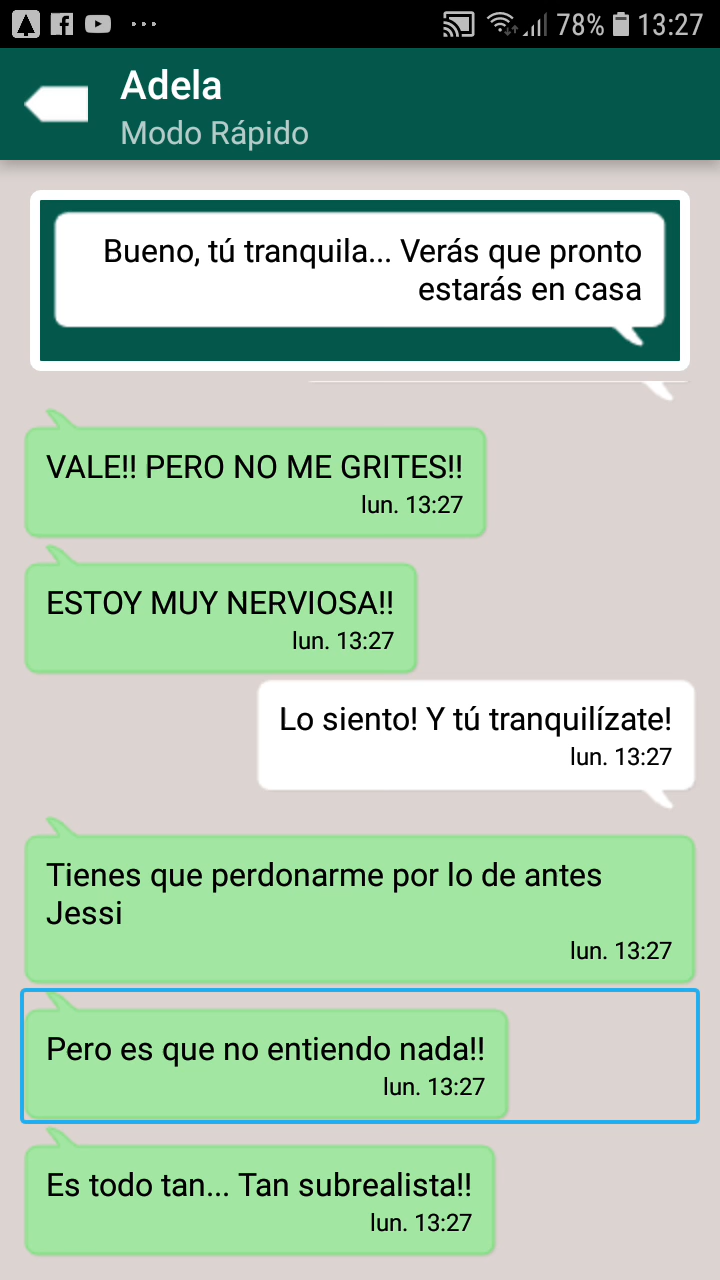 78% 13:27
Adela
Modo Rápido
Bueno, tú tranquila... Verás que pronto
estarás en casa
VALE!! PERO NO ME GRITES!!
lun. 13:27
ESTOY MUY NERVIOSA!!
lun. 13:27
Lo siento! Y tú tranquilízate!
lun. 13:27
Tienes que perdonarme por lo de antes
Jessi
lun. 13:27
Pero es que no entiendo nada!!
lun. 13:27
Es todo tan... Tan subrealista!!
lun. 13:27